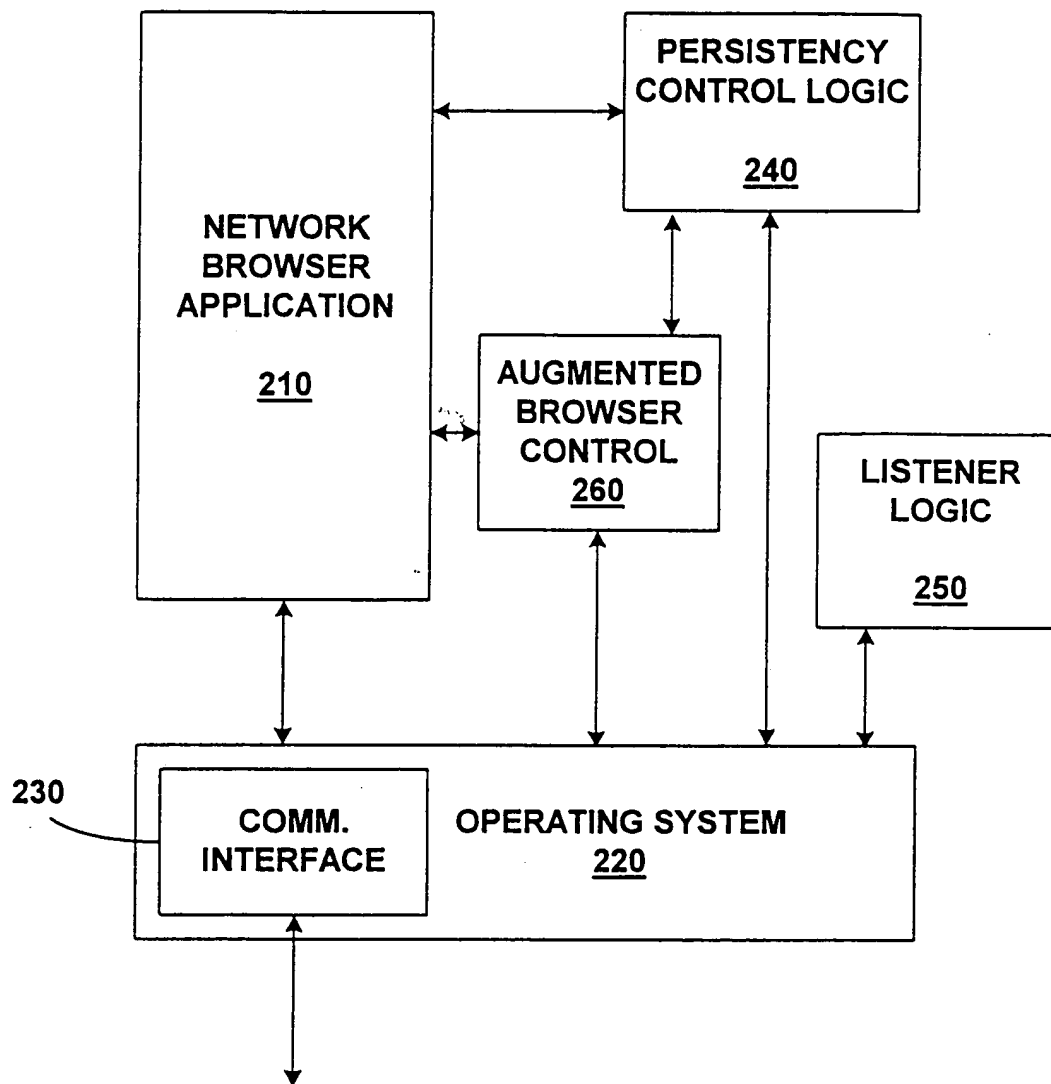 PERSISTENCY
CONTROL LOGIC
240
NETWORK
BROWSER
APPLICATION
210
AUGMENTED
BROWSER
CONTROL
260
LISTENER
LOGIC
250
230
COMM.
INTERFACE
OPERATING SYSTEM
220